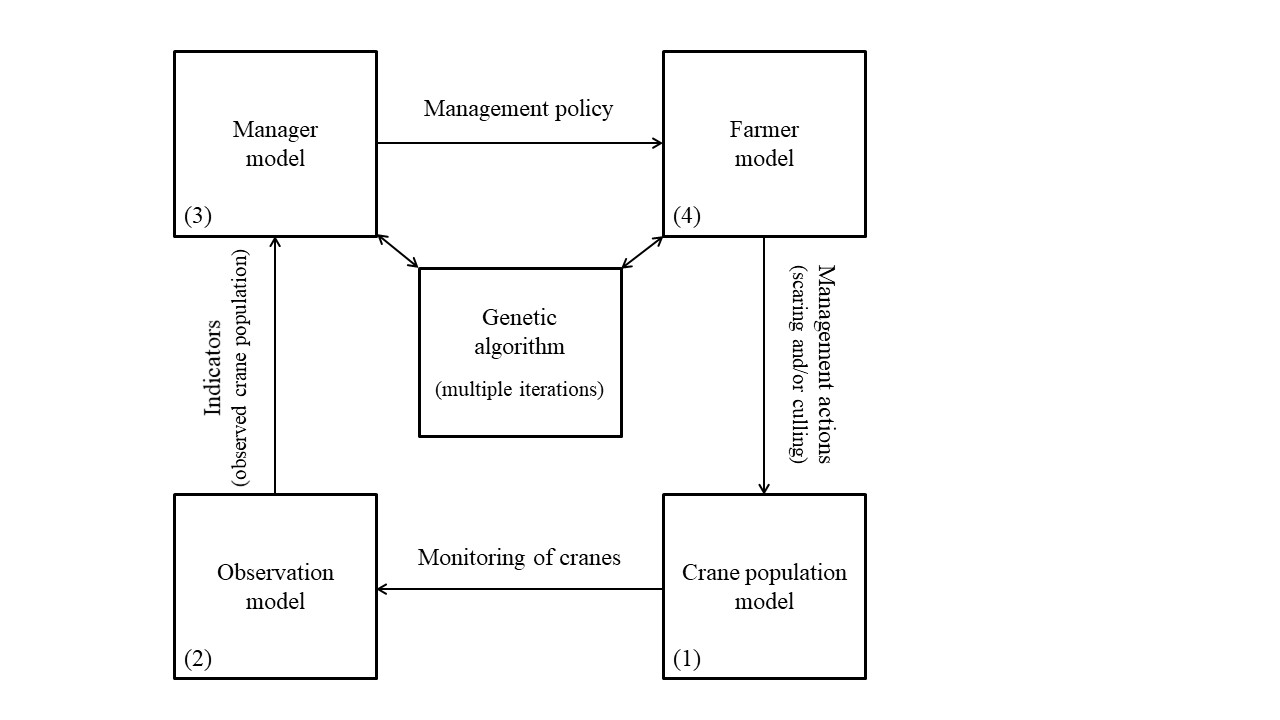 Manager
model
(3)
Management policy
Farmer
model
(4)
Genetic
algorithm
(multiple iterations)
Indicators
(observed crane population)
Management actions
(scaring and/or culling)
Observation
model
(2)
Monitoring of cranes
Crane population
model
(1)